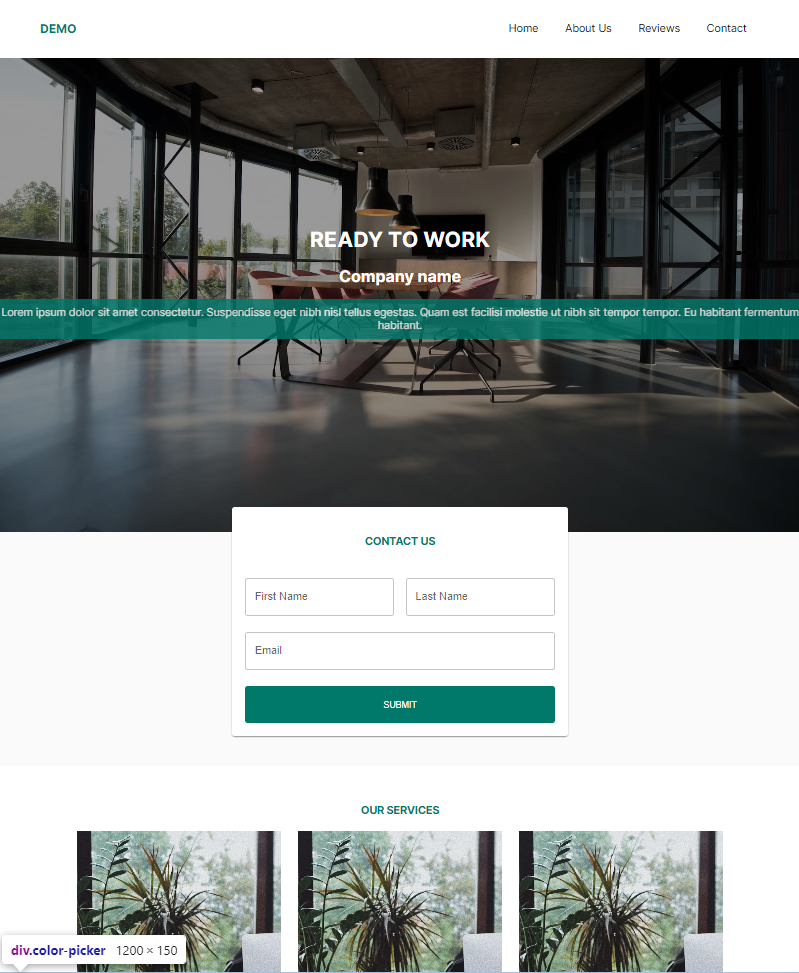 DEMO
Home About Us Reviews Contact
READY TO WORK
Company name
Lorem ipsum dolor sit amet consectetur. Suspendisse eget nibh nisl tellus egestas. Quam est facilisi molestie ut nibh sit tempor tempor. Eu habitant fermentum
habitant.
CONTACT US
First Name Last Name
Email
SUBMIT
OUR SERVICES
div.color-picker 1200 × 150